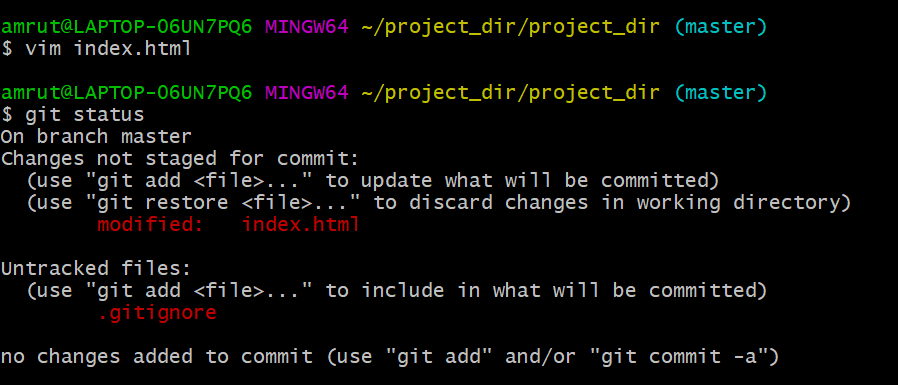 amrut@LAPTOP-O6UN7PQ6 MINGW64 ~/project_dir/project_dir (master)
$ vim index.html
amrut@LAPTOP-O6UN7PQ6 MINGW64 ~/project_dir/project_dir (master)
$ git status
On branch master
Changes not staged for commit:
  (use "git add <file>..." to update what will be committed)
  (use "git restore <file>..." to discard changes in working directory)
        modified:   index.html
Untracked files:
  (use "git add <file>..." to include in what will be committed)
        .gitignore
no changes added to commit (use "git add" and/or "git commit -a")